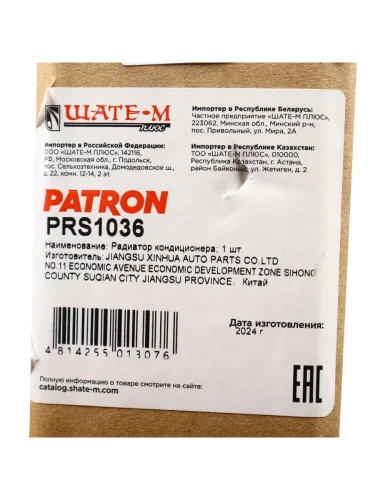 ШАТЕ-М
ПЛЮС
Импортер в Российской Федерации:
ООО «ШАТЕ-М ПЛЮС», 142116,
РФ, Московская обл., г. Подольск,
пос. Сельхозтехника, Домодедовское ш.,
д. 22, комн. 12-14, 2 эт.
Импортер в Республике Беларусь:
Частное предприятие «ШАТЕ-М ПЛЮС»,
223062, Минская обл., Минский р-н,
пос. Привольный, ул. Мира, 2А
Импортер в Республике Казахстан:
ТОО «ШАТЕ-М ПЛЮС», 010000,
Республика Казахстан, г. Астана,
район Байконыр, ул. Жетиген, д. 2
PATRON
PRS1036
Наименование: Радиатор кондиционера; 1 шт
Изготовитель: JIANGSU XINHUA AUTO PARTS CO.LTD
NO.11 ECONOMIC AVENUE ECONOMIC DEVELOPMENT ZONE SIHONG
COUNTY SUQIAN CITY JIANGSU PROVINCE, Китай
Дата изготовления:
2024 г
4 814255 013076
Полную информацию о товаре смотрите на сайте:
catalog.shate-m.com
EAC